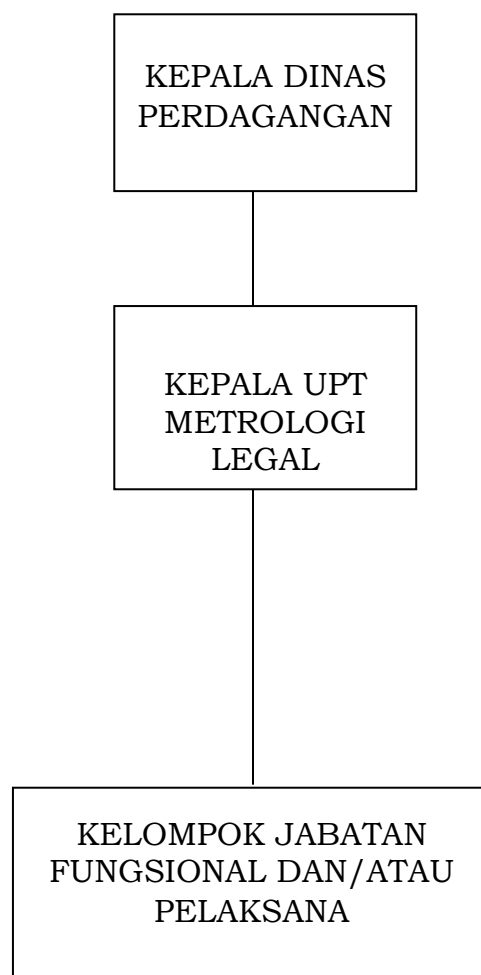 KEPALA DINAS
PERDAGANGAN
KEPALA UPT
METROLOGI
LEGAL
KELOMPOK JABATAN
FUNGSIONAL DAN/ATAU
PELAKSANA